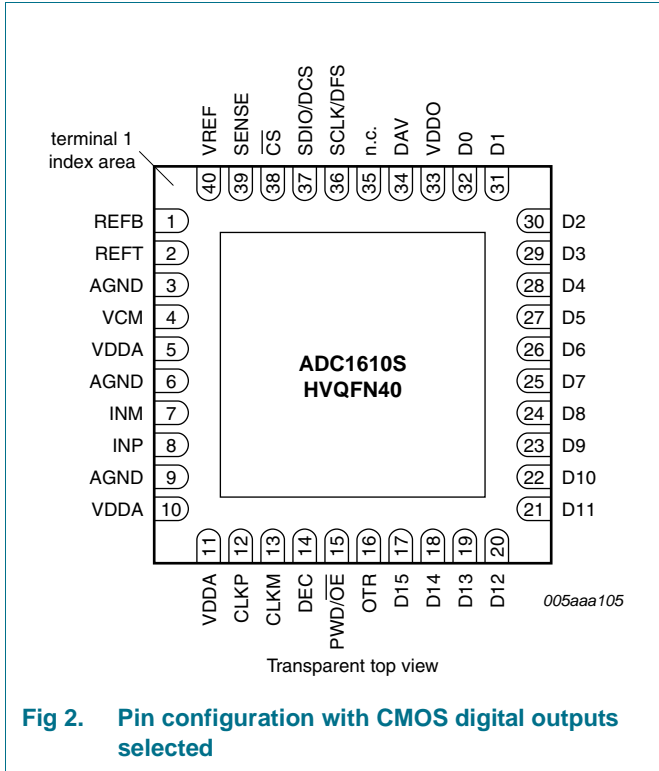 terminal 1
index area
VREF
SENSE
C̅S̅
SDIO/DCS
SCLK/DFS
n.c.
DAV
VDDO
D0
D1
40
39
38
37
36
35
34
33
32
31
REFB 1
REFT 2
AGND 3
VCM 4
VDDA 5
AGND 6
INM 7
INP 8
AGND 9
VDDA 10
30 D2
29 D3
28 D4
27 D5
26 D6
25 D7
24 D8
23 D9
22 D10
21 D11
ADC1610S
HVQFN40
11
12
13
14
15
16
17
18
19
20
VDDA
CLKP
CLKM
DEC
PWD/O̅E̅
OTR
D15
D14
D13
D12
005aaa105
Transparent top view
Fig 2. Pin configuration with CMOS digital outputs
selected